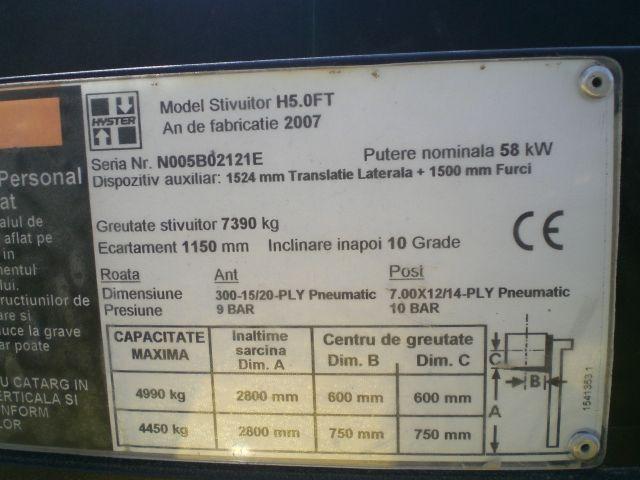 HYSTER
Model Stivuitor H5.0FT
An de fabricatie 2007
Seria Nr. N005B02121E
Putere nominala 58 kW
Dispozitiv auxiliar: 1524 mm Translatie Laterala + 1500 mm Furci
Greutate stivuitor 7390 kg
Ecartament 1150 mm Inclinare inapoi 10 Grade
CE
Roata Ant Post
Dimensiune 300-15/20-PLY Pneumatic 7.00X12/14-PLY Pneumatic
Presiune 9 BAR 10 BAR
CAPACITATE MAXIMA
Inaltime sarcina Dim. A
Centru de greutate
Dim. B Dim. C
4990 kg 2800 mm 600 mm 600 mm
4450 kg 2800 mm 750 mm 750 mm
C
B
A
1541353.1
Personal
at
alul de
aflat pe
in
mentul
lui.
tructiunilor de
are si
duce la grave
ar poate
U CATARG IN
ERTICALA SI
ONFORM
LOR